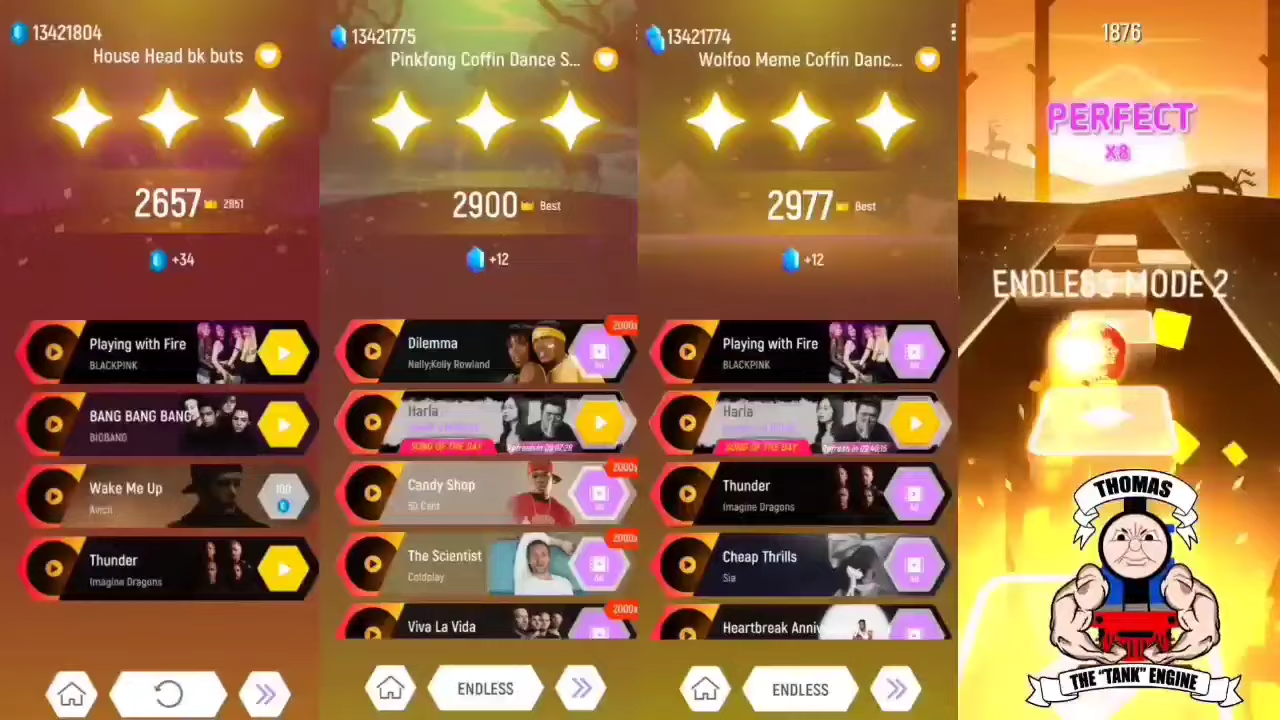 13421804
House Head bk buts
2657 2851
+34
Playing with Fire
BLACKPINK
BANG BANG BANG
BIGBANG
Wake Me Up
Avicii
100
Thunder
Imagine Dragons
13421775
Pinkfong Coffin Dance S...
2900 Best
+12
Dilemma
Nelly;Kelly Rowland
Harla
SONG OF THE DAY
Candy Shop
50 Cent
The Scientist
Coldplay
Viva La Vida
ENDLESS
13421774
Wolfoo Meme Coffin Danc...
2977 Best
+12
Playing with Fire
BLACKPINK
Harla
SONG OF THE DAY
Thunder
Imagine Dragons
Cheap Thrills
Sia
Heartbreak Anniv
ENDLESS
1876
PERFECT
X8
ENDLESS MODE 2
THOMAS
THE "TANK" ENGINE